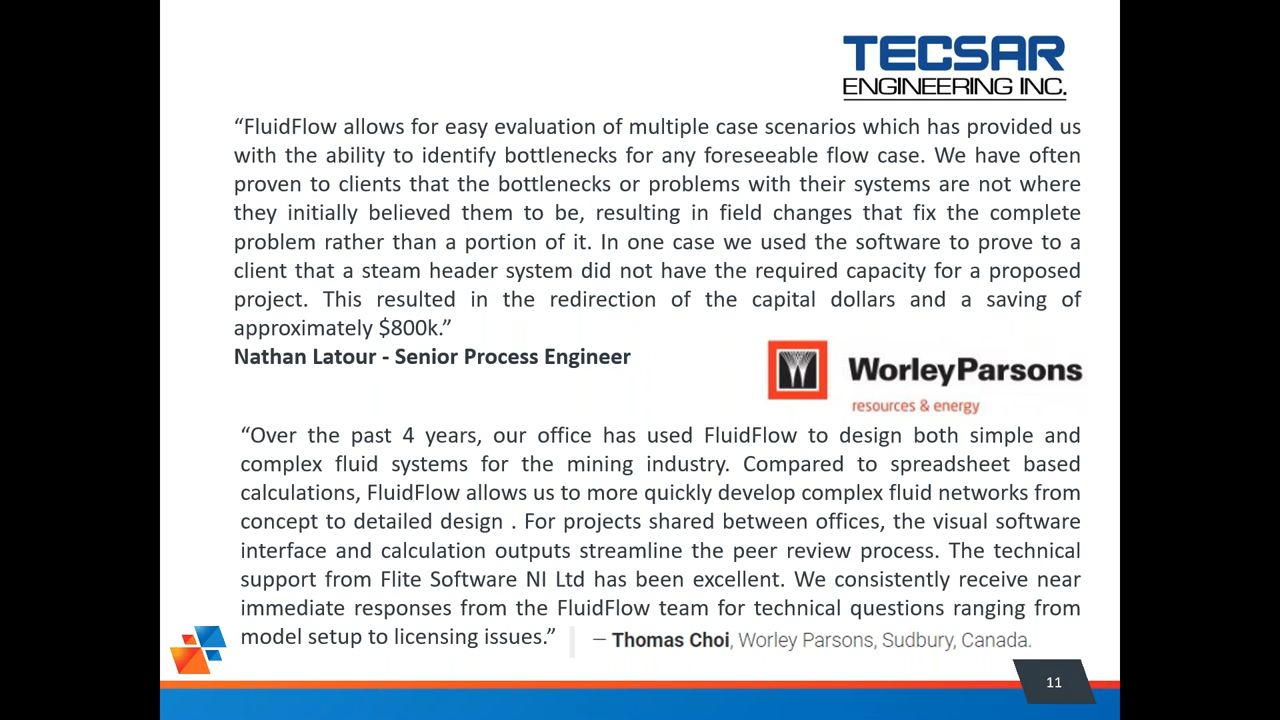 TECSAR
ENGINEERING INC.
“FluidFlow allows for easy evaluation of multiple case scenarios which has provided us
with the ability to identify bottlenecks for any foreseeable flow case. We have often
proven to clients that the bottlenecks or problems with their systems are not where
they initially believed them to be, resulting in field changes that fix the complete
problem rather than a portion of it. In one case we used the software to prove to a
client that a steam header system did not have the required capacity for a proposed
project. This resulted in the redirection of the capital dollars and a saving of
approximately $800k.”
Nathan Latour - Senior Process Engineer
WorleyParsons
resources & energy
“Over the past 4 years, our office has used FluidFlow to design both simple and
complex fluid systems for the mining industry. Compared to spreadsheet based
calculations, FluidFlow allows us to more quickly develop complex fluid networks from
concept to detailed design . For projects shared between offices, the visual software
interface and calculation outputs streamline the peer review process. The technical
support from Flite Software NI Ltd has been excellent. We consistently receive near
immediate responses from the FluidFlow team for technical questions ranging from
model setup to licensing issues.”
— Thomas Choi, Worley Parsons, Sudbury, Canada.
11